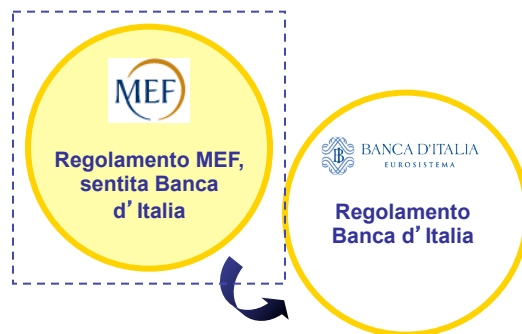 MEF
Regolamento MEF,
sentita Banca
d’ Italia
BANCA D'ITALIA
EUROSISTEMA
Regolamento
Banca d’ Italia